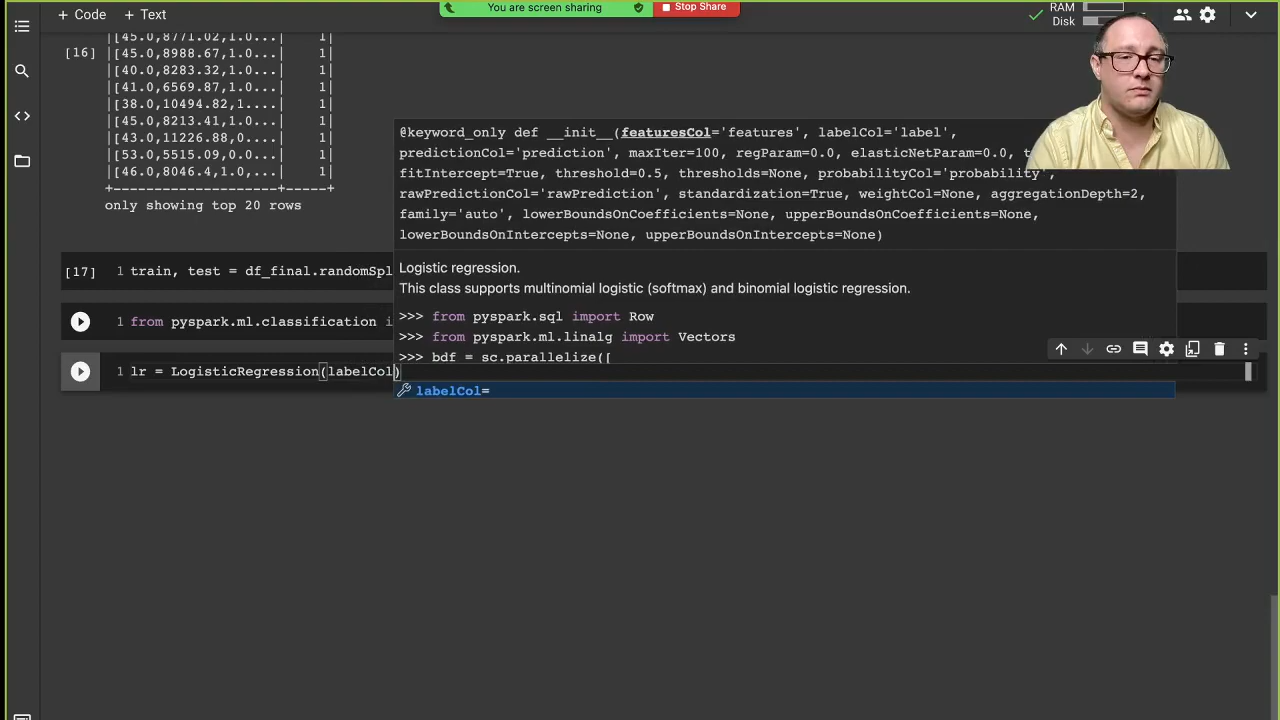 You are screen sharing
Stop Share
+ Code + Text
RAM
Disk
|[45.0,8771.02,1.0...| 1|
[16] |[45.0,8988.67,1.0...| 1|
|[40.0,8283.32,1.0...| 1|
|[41.0,6569.87,1.0...| 1|
|[38.0,10494.82,1....| 1|
|[45.0,8213.41,1.0...| 1|
|[43.0,11226.88,0....| 1|
|[53.0,5515.09,0.0...| 1|
|[46.0,8046.4,1.0,...| 1|
+--------------------+-----+
only showing top 20 rows
@keyword_only def __init__(featuresCol='features', labelCol='label',
predictionCol='prediction', maxIter=100, regParam=0.0, elasticNetParam=0.0,
fitIntercept=True, threshold=0.5, thresholds=None, probabilityCol='probability',
rawPredictionCol='rawPrediction', standardization=True, weightCol=None, aggregationDepth=2,
family='auto', lowerBoundsOnCoefficients=None, upperBoundsOnCoefficients=None,
lowerBoundsOnIntercepts=None, upperBoundsOnIntercepts=None)
Logistic regression.
This class supports multinomial logistic (softmax) and binomial logistic regression.
>>> from pyspark.sql import Row
>>> from pyspark.ml.linalg import Vectors
>>> bdf = sc.parallelize([
[17] 1 train, test = df_final.randomSpl
1 from pyspark.ml.classification i
1 lr = LogisticRegression(labelCol)
labelCol=